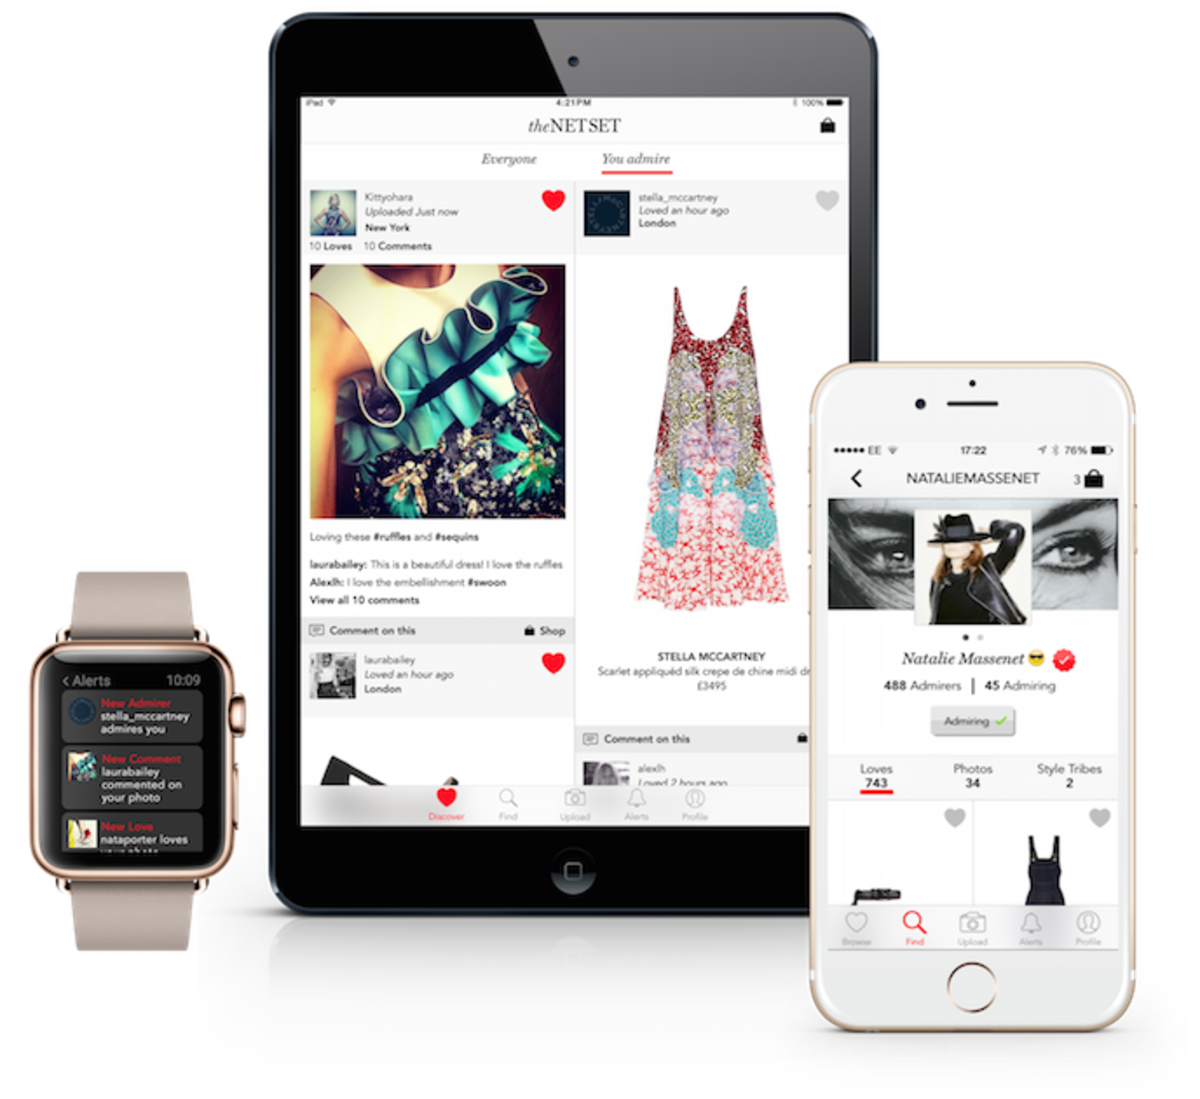 iPad
4:21PM
100%
theNETSET
Everyone
You admire
Kittyohara
Uploaded Just now
New York
10 Loves 10 Comments
Loving these #ruffles and #sequins
laurabailey: This is a beautiful dress! I love the ruffles
Alexlh: I love the embellishment #swoon
View all 10 comments
Comment on this
Shop
laurabailey
Loved an hour ago
London
stella_mccartney
Loved an hour ago
London
STELLA MCCARTNEY
Scarlet appliquéd silk crepe de chine midi dr
£3495
Comment on this
alexlh
Loved 2 hours ago
Discover
Find
Upload
Alerts
Profile
< Alerts 10:09
New Admirer
stella_mccartney
admires you
New Comment
laurabailey
commented on
your photo
New Love
nataporter loves
your photo
EE
17:22
76%
NATALIEMASSENET
3
Natalie Massenet
488 Admirers | 45 Admiring
Admiring
Loves
743
Photos
34
Style Tribes
2
Browse
Find
Upload
Alerts
Profile